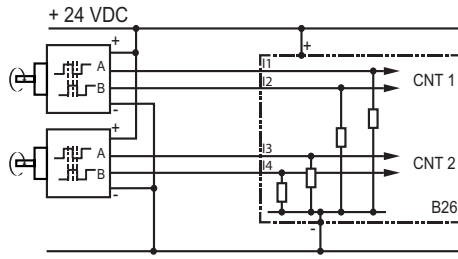 + 24 VDC
+
+
A
I1
CNT 1
B
I2
-
+
A
I3
CNT 2
B
I4
-
B26
-